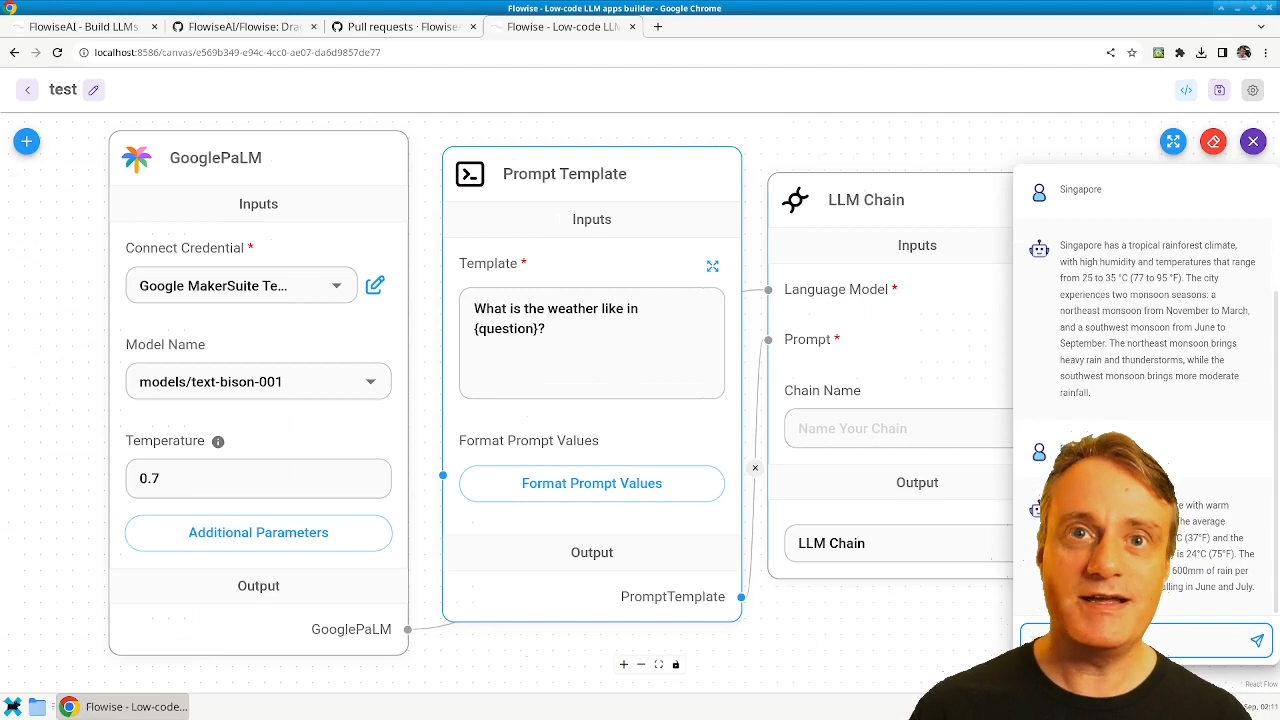 Flowise - Low-code LLM apps builder - Google Chrome
FlowiseAI - Build LLMs
FlowiseAI/Flowise: Dra
Pull requests · Flowise
Flowise - Low-code LLM
localhost:8586/canvas/e569b349-e94c-4cc0-ae07-da6d9857de77
test
GooglePaLM
Inputs
Connect Credential *
Google MakerSuite Te...
Model Name
models/text-bison-001
Temperature
0.7
Additional Parameters
Output
GooglePaLM
Prompt Template
Inputs
Template *
What is the weather like in
{question}?
Format Prompt Values
Format Prompt Values
Output
PromptTemplate
LLM Chain
Inputs
Language Model *
Prompt *
Chain Name
Name Your Chain
Output
LLM Chain
Singapore
Singapore has a tropical rainforest climate,
with high humidity and temperatures that range
from 25 to 35 °C (77 to 95 °F). The city
experiences two monsoon seasons: a
northeast monsoon from November to March,
and a southwest monsoon from June to
September. The northeast monsoon brings
heavy rain and thunderstorms, while the
southwest monsoon brings more moderate
rainfall.
with warm
average
(37°F) and the
is 24°C (75°F). The
600mm of rain per
in June and July.
React Flow
Flowise - Low-code...
Sep, 02:11